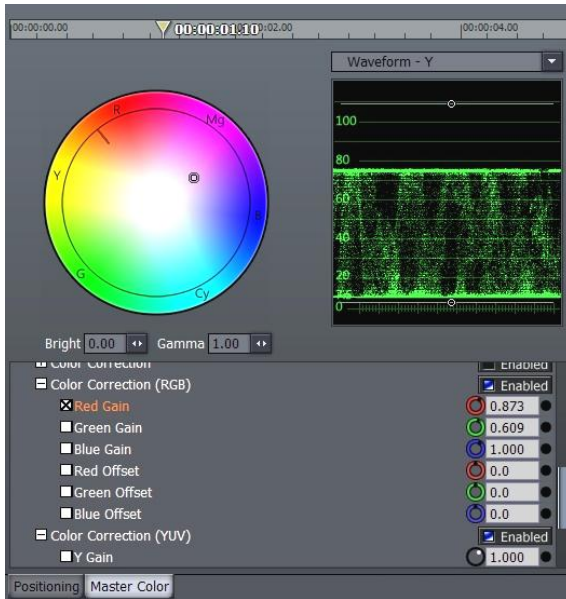 00:00:00.00 00:00:01.10 0:02.00 00:00:04.00
Waveform - Y
100
80
60
40
20
0
R
Mg
Y
B
G
Cy
Bright 0.00 Gamma 1.00
Color Correction Enabled
Color Correction (RGB) Enabled
Red Gain 0.873
Green Gain 0.609
Blue Gain 1.000
Red Offset 0.0
Green Offset 0.0
Blue Offset 0.0
Color Correction (YUV) Enabled
Y Gain 1.000
Positioning Master Color